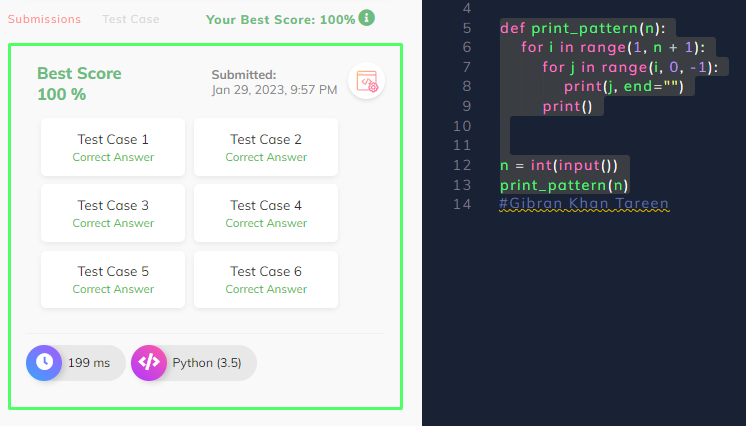 Submissions Test Case Your Best Score: 100%
Best Score
100 %
Submitted:
Jan 29, 2023, 9:57 PM
Test Case 1
Correct Answer
Test Case 2
Correct Answer
Test Case 3
Correct Answer
Test Case 4
Correct Answer
Test Case 5
Correct Answer
Test Case 6
Correct Answer
199 ms
Python (3.5)
4
5 def print_pattern(n):
6     for i in range(1, n + 1):
7         for j in range(i, 0, -1):
8             print(j, end="")
9         print()
10
11
12 n = int(input())
13 print_pattern(n)
14 #Gibran Khan Tareen